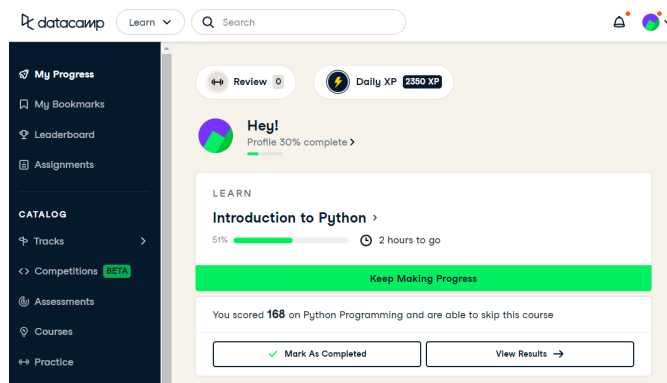 datacamp
Learn
Search
My Progress
My Bookmarks
Leaderboard
Assignments
CATALOG
Tracks
Competitions BETA
Assessments
Courses
Practice
Review 0
Daily XP 2350 XP
Hey!
Profile 30% complete
LEARN
Introduction to Python
51%
2 hours to go
Keep Making Progress
You scored 168 on Python Programming and are able to skip this course
Mark As Completed
View Results